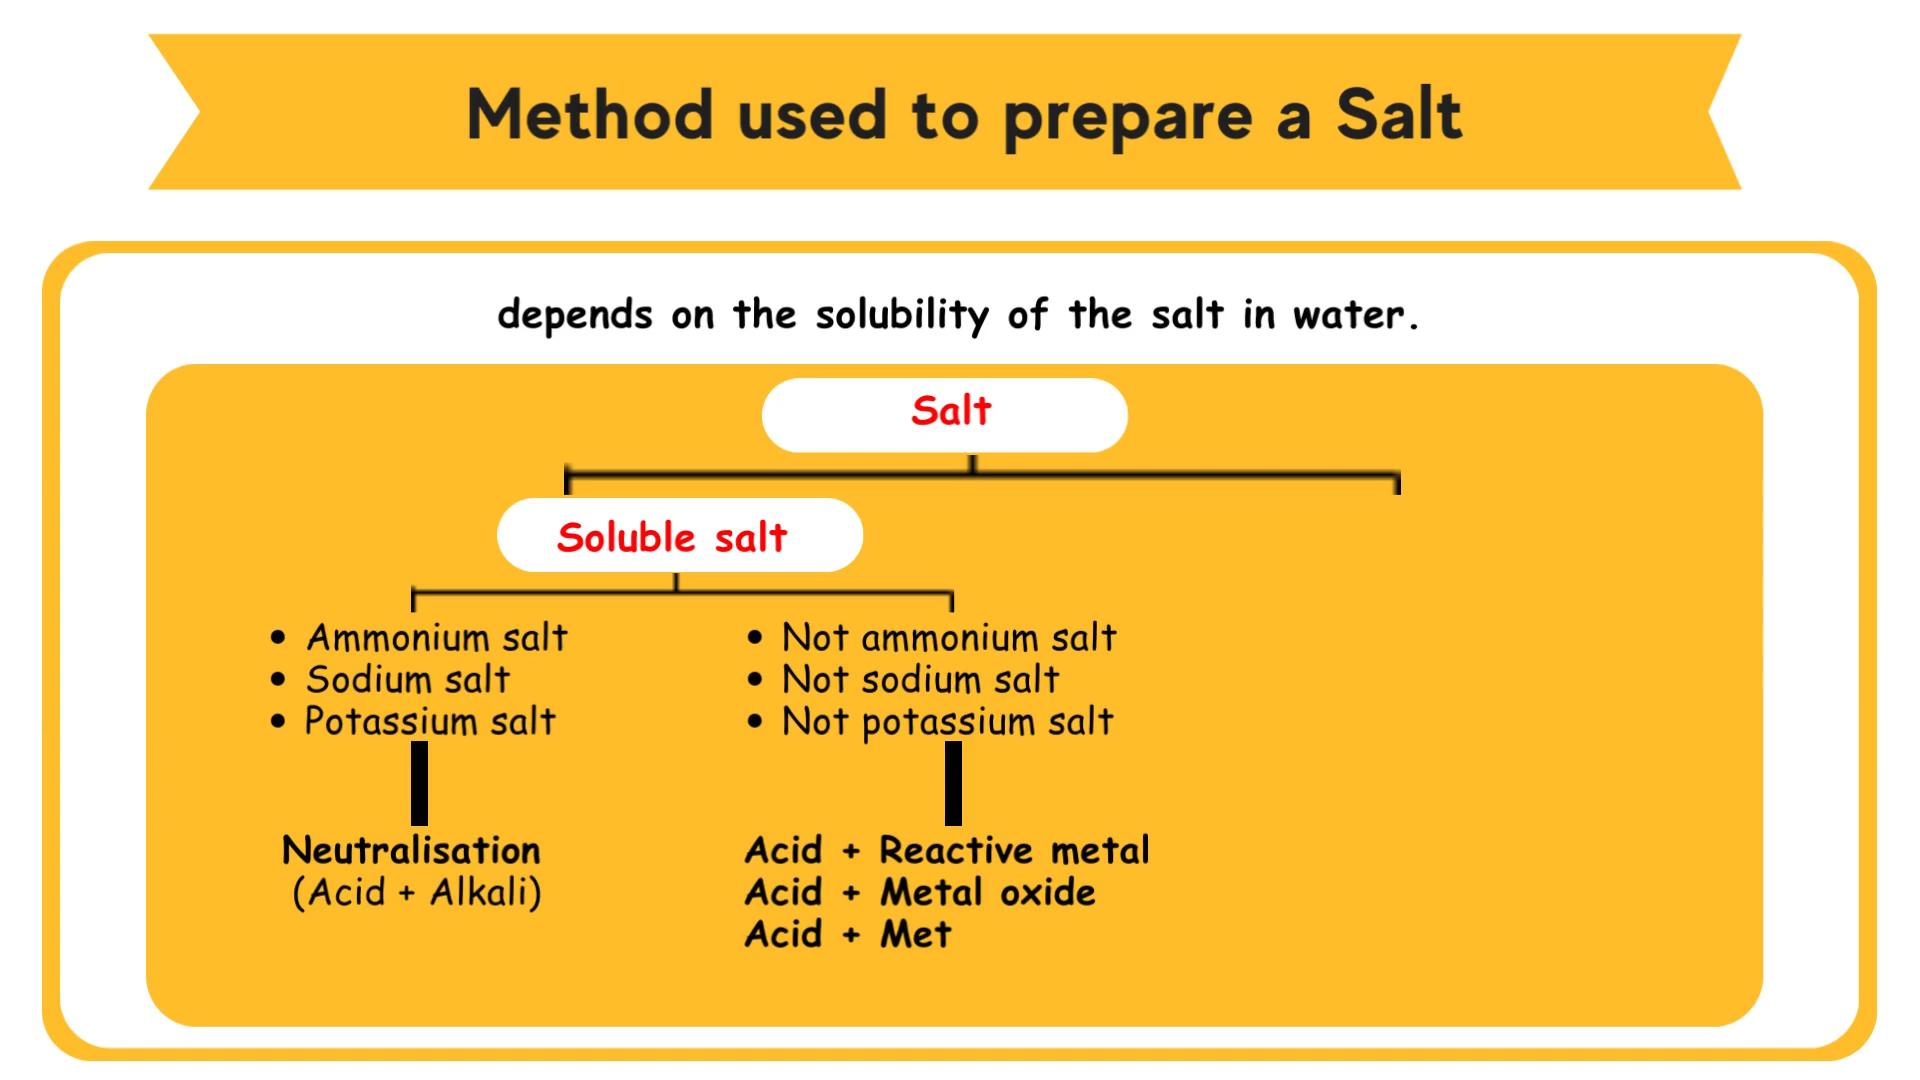 Method used to prepare a Salt
depends on the solubility of the salt in water.
Salt
Soluble salt
• Ammonium salt
• Sodium salt
• Potassium salt
Neutralisation
(Acid + Alkali)
• Not ammonium salt
• Not sodium salt
• Not potassium salt
Acid + Reactive metal
Acid + Metal oxide
Acid + Met